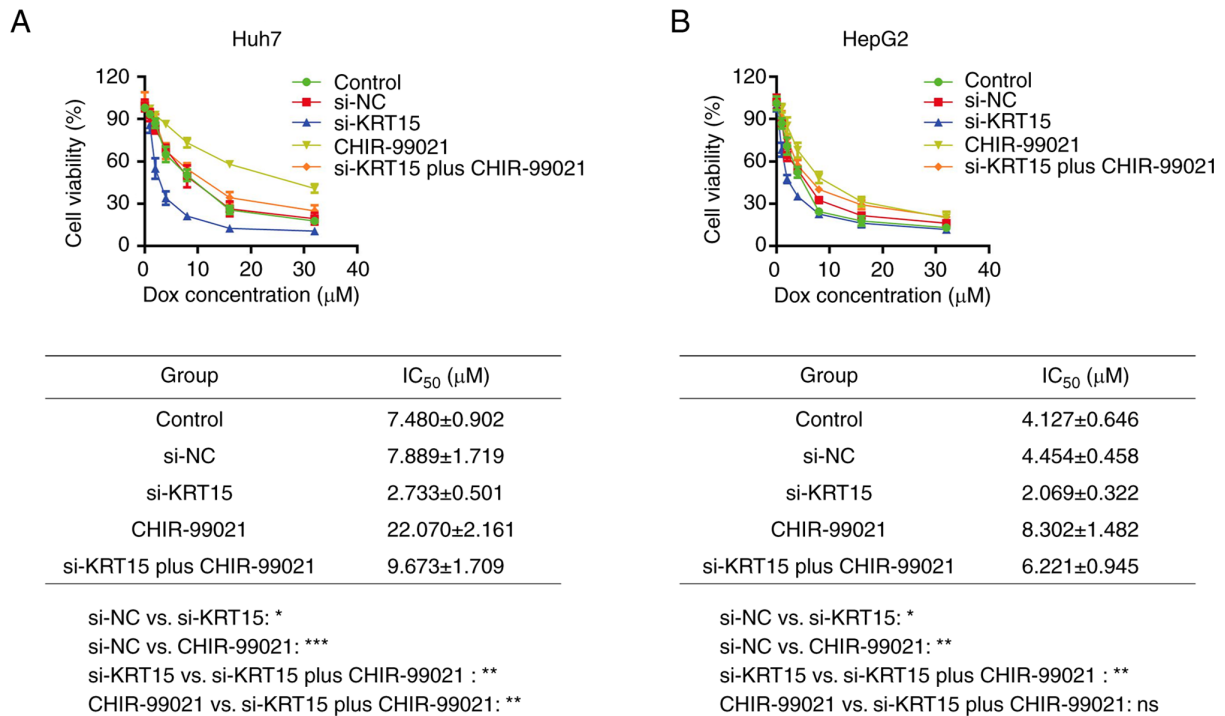 A
Huh7
120
90
60
30
0
Cell viability (%)
0 10 20 30 40
Dox concentration (μM)
Control
si-NC
si-KRT15
CHIR-99021
si-KRT15 plus CHIR-99021
Group IC50 (μM)
Control 7.480±0.902
si-NC 7.889±1.719
si-KRT15 2.733±0.501
CHIR-99021 22.070±2.161
si-KRT15 plus CHIR-99021 9.673±1.709
si-NC vs. si-KRT15: *
si-NC vs. CHIR-99021: ***
si-KRT15 vs. si-KRT15 plus CHIR-99021 : **
CHIR-99021 vs. si-KRT15 plus CHIR-99021: **
B
HepG2
120
90
60
30
0
Cell viability (%)
0 10 20 30 40
Dox concentration (μM)
Control
si-NC
si-KRT15
CHIR-99021
si-KRT15 plus CHIR-99021
Group IC50 (μM)
Control 4.127±0.646
si-NC 4.454±0.458
si-KRT15 2.069±0.322
CHIR-99021 8.302±1.482
si-KRT15 plus CHIR-99021 6.221±0.945
si-NC vs. si-KRT15: *
si-NC vs. CHIR-99021: **
si-KRT15 vs. si-KRT15 plus CHIR-99021 : **
CHIR-99021 vs. si-KRT15 plus CHIR-99021: ns